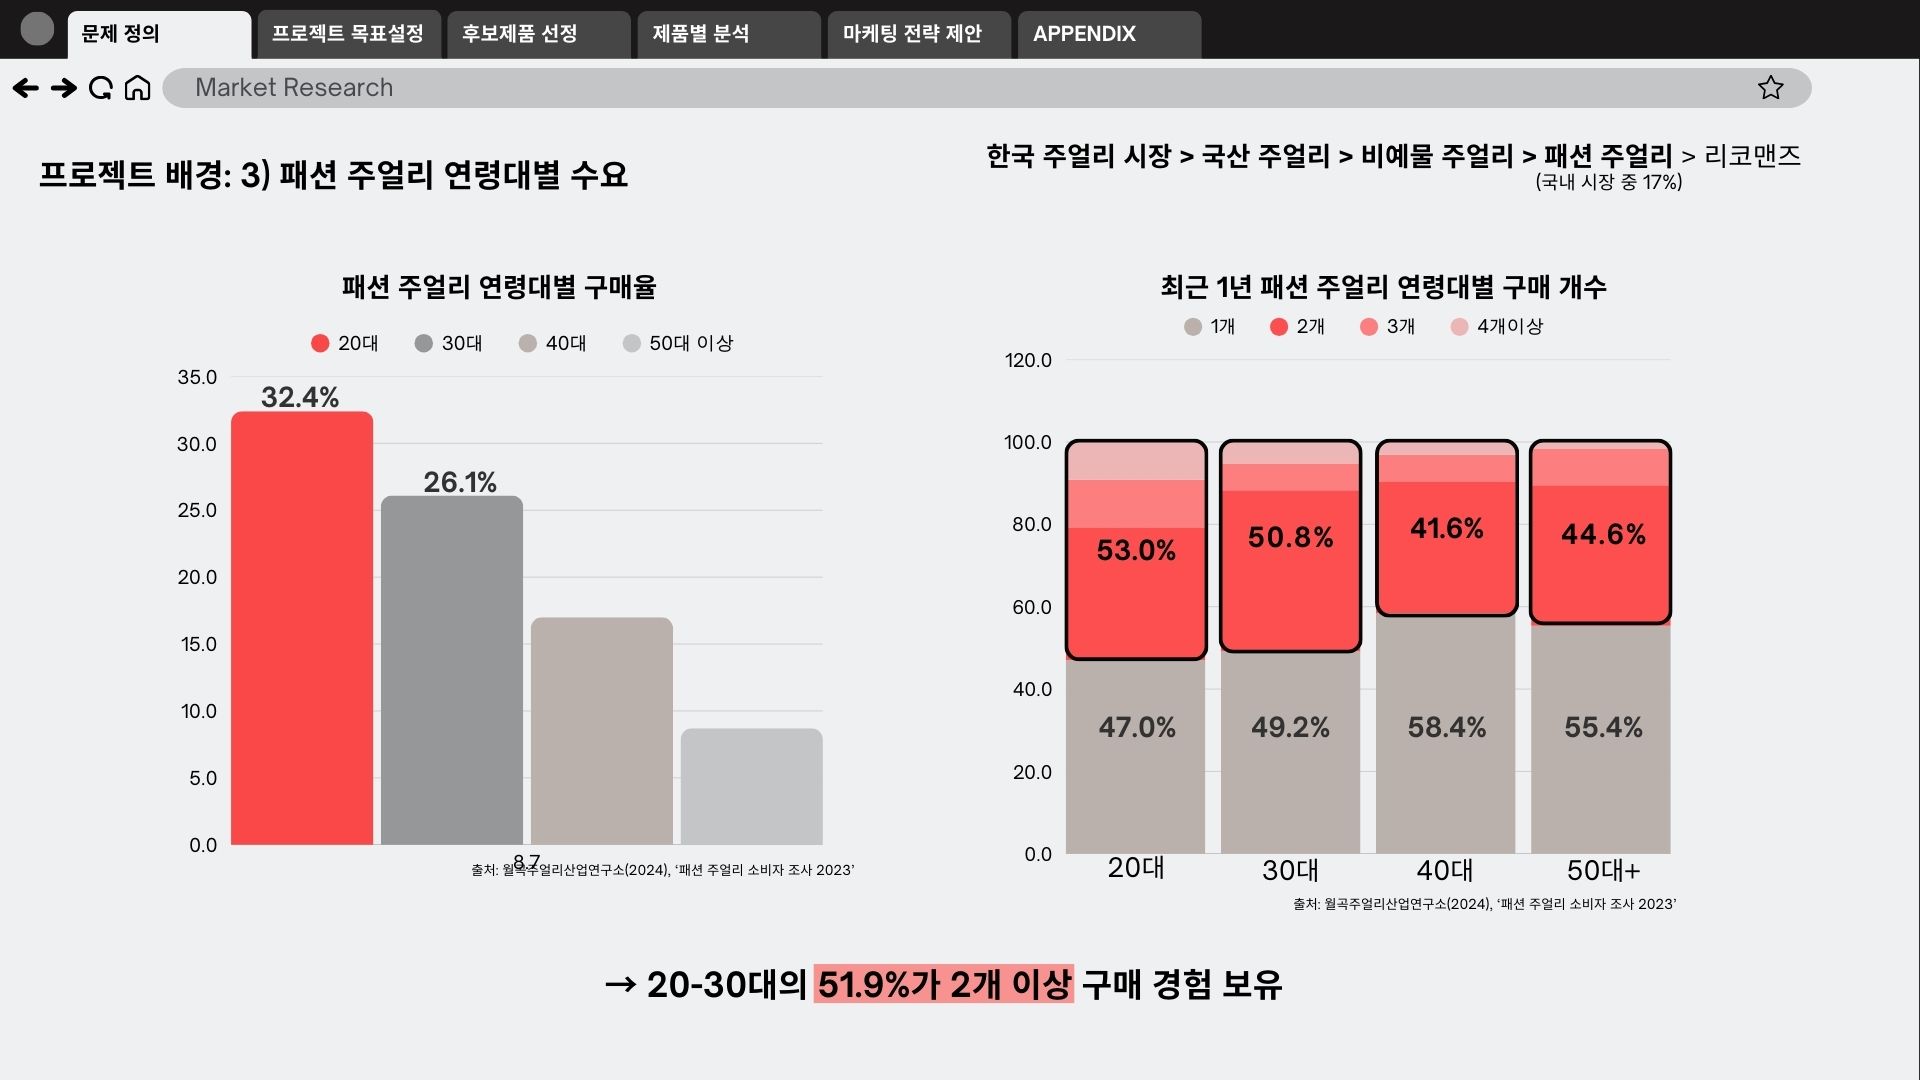 문제 정의
프로젝트 목표설정
후보제품 선정
제품별 분석
마케팅 전략 제안
APPENDIX
Market Research
프로젝트 배경: 3) 패션 주얼리 연령대별 수요
한국 주얼리 시장 > 국산 주얼리 > 비예물 주얼리 > 패션 주얼리 > 리코맨즈
(국내 시장 중 17%)
패션 주얼리 연령대별 구매율
20대 30대 40대 50대 이상
35.0
30.0
25.0
20.0
15.0
10.0
5.0
0.0
32.4%
26.1%
8.7
출처: 월곡주얼리산업연구소(2024), ‘패션 주얼리 소비자 조사 2023’
최근 1년 패션 주얼리 연령대별 구매 개수
1개 2개 3개 4개이상
120.0
100.0
80.0
60.0
40.0
20.0
0.0
53.0% 50.8% 41.6% 44.6%
47.0% 49.2% 58.4% 55.4%
20대 30대 40대 50대+
출처: 월곡주얼리산업연구소(2024), ‘패션 주얼리 소비자 조사 2023’
→ 20-30대의 51.9%가 2개 이상 구매 경험 보유